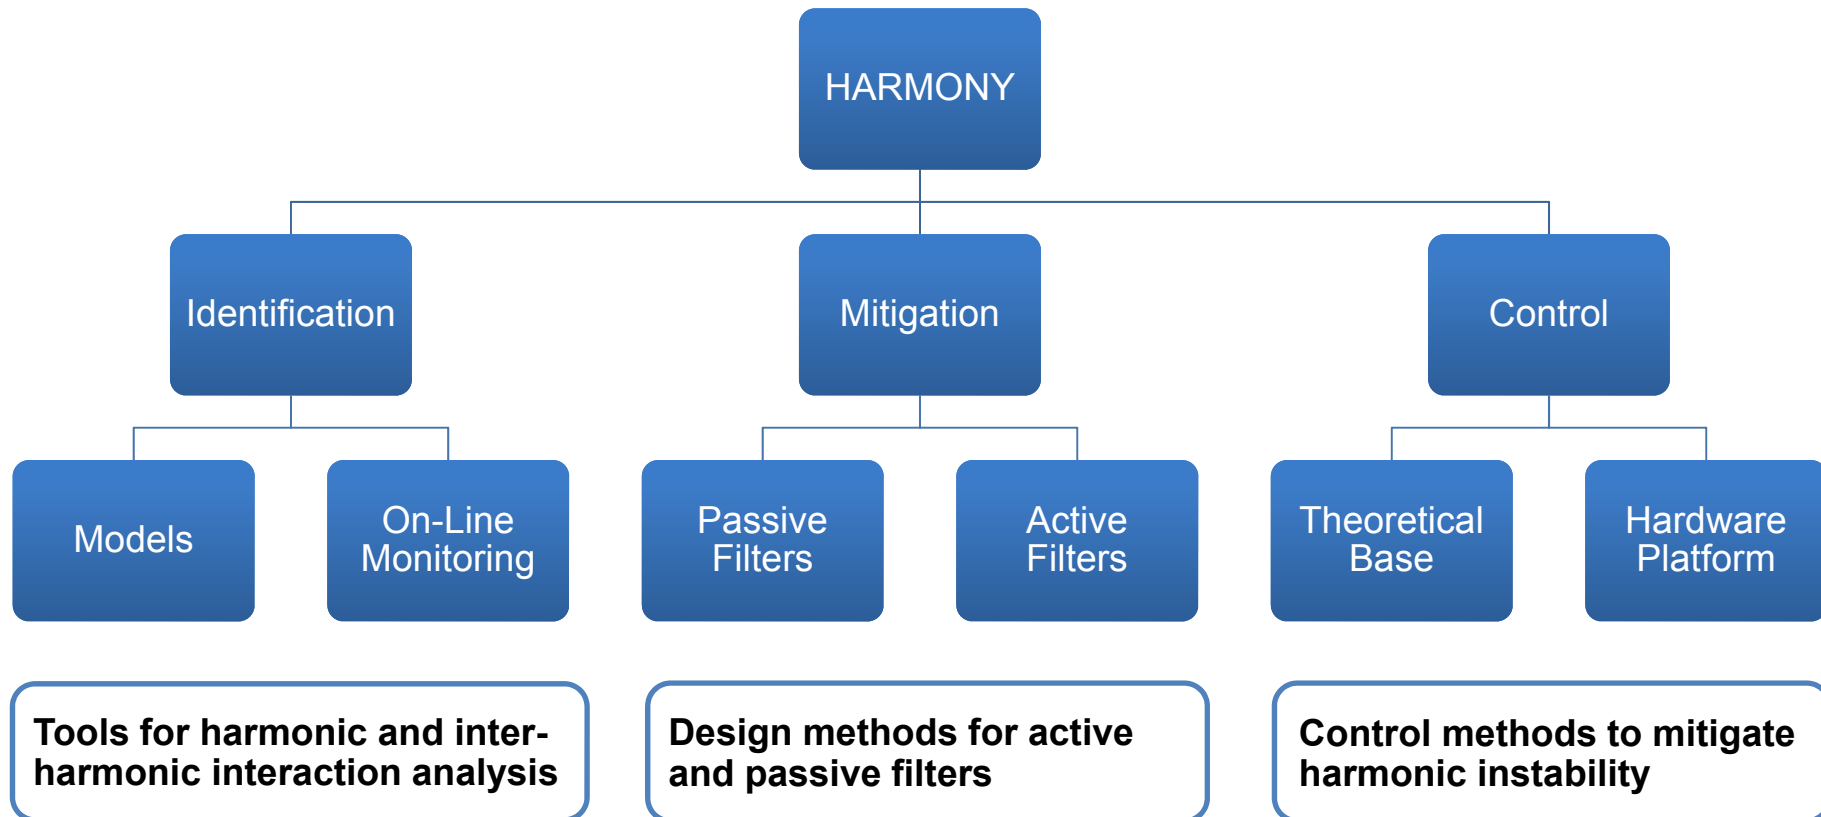 HARMONY
Identification
Mitigation
Control
Models
On-Line
Monitoring
Passive
Filters
Active
Filters
Theoretical
Base
Hardware
Platform
Tools for harmonic and inter-
harmonic interaction analysis
Design methods for active
and passive filters
Control methods to mitigate
harmonic instability